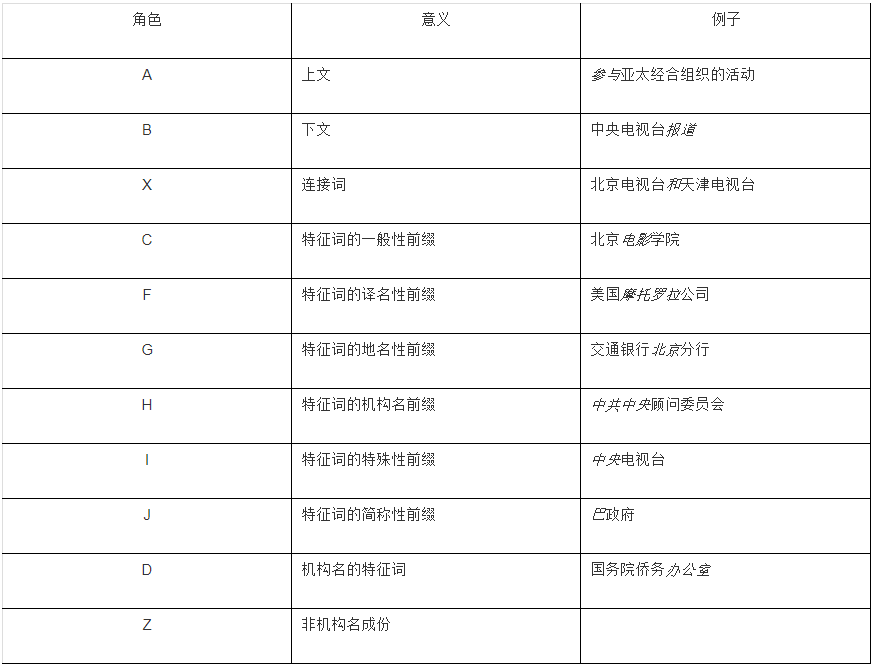 角色 意义 例子
A 上文 参与亚太经合组织的活动
B 下文 中央电视台报道
X 连接词 北京电视台和天津电视台
C 特征词的一般性前缀 北京电影学院
F 特征词的译名性前缀 美国摩托罗拉公司
G 特征词的地名性前缀 交通银行北京分行
H 特征词的机构名前缀 中共中央顾问委员会
I 特征词的特殊性前缀 中央电视台
J 特征词的简称性前缀 巴政府
D 机构名的特征词 国务院侨务办公室
Z 非机构名成份